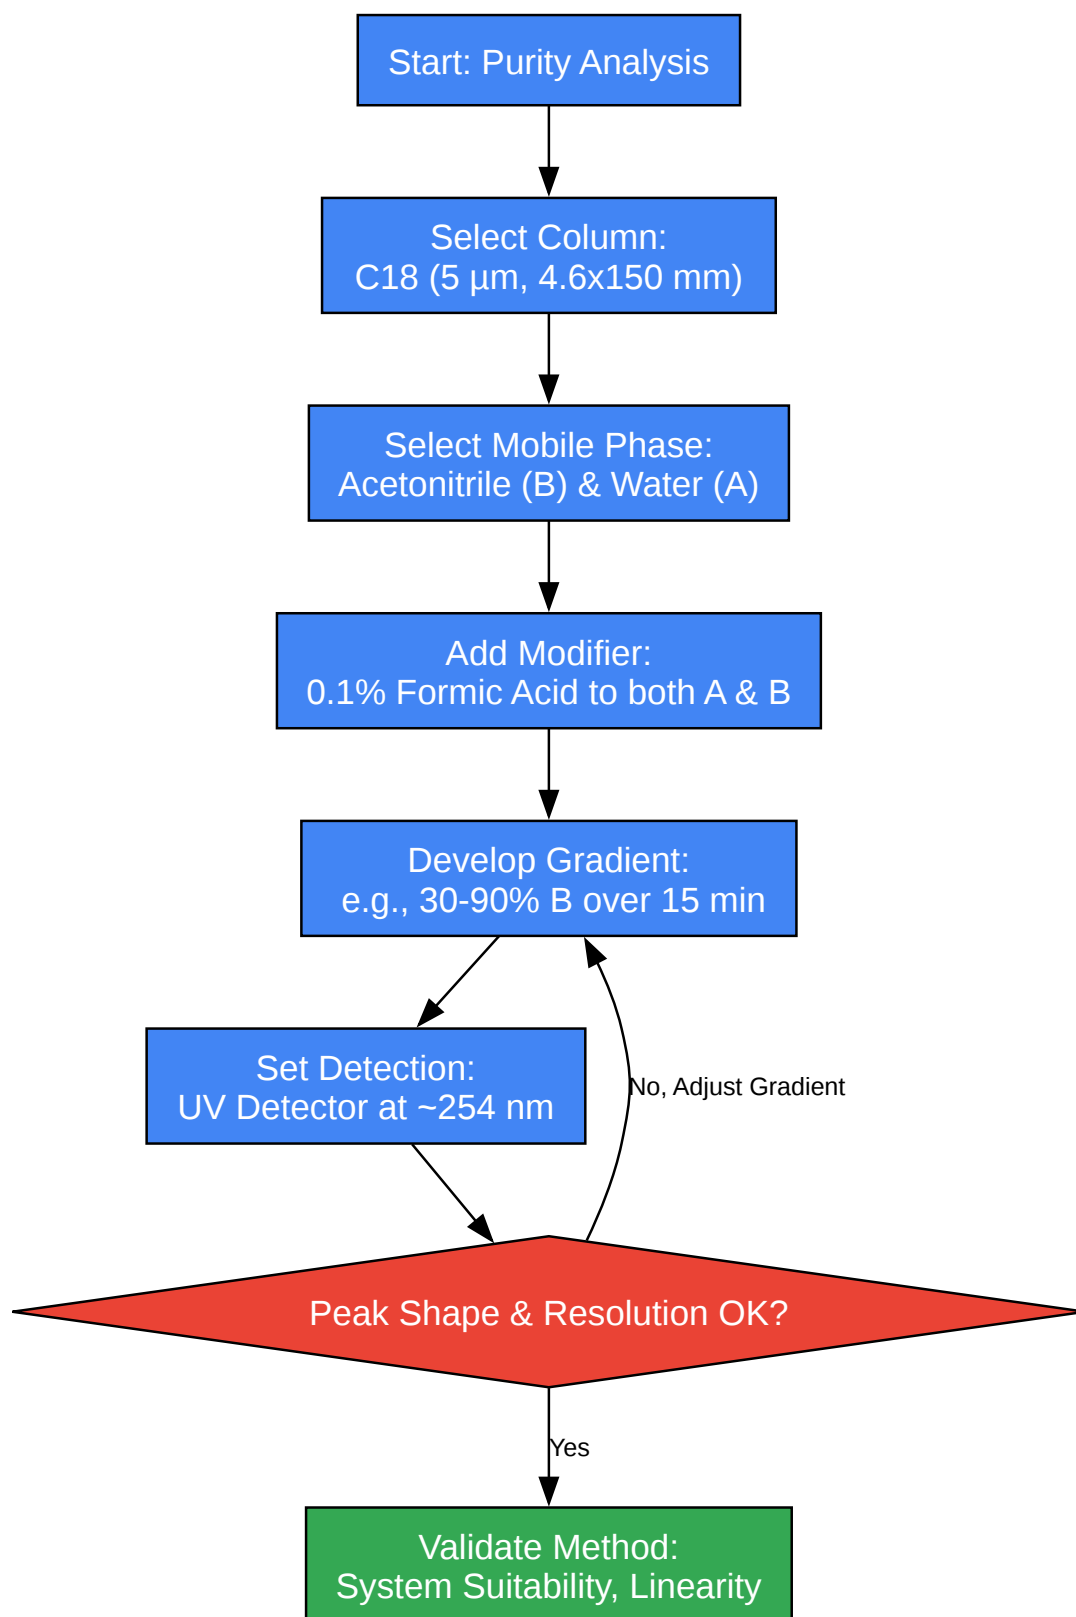 Start: Purity Analysis
Select Column:
C18 (5 µm, 4.6x150 mm)
Select Mobile Phase:
Acetonitrile (B) & Water (A)
Add Modifier:
0.1% Formic Acid to both A & B
Develop Gradient:
e.g., 30-90% B over 15 min
Set Detection:
UV Detector at ~254 nm
No, Adjust Gradient
Peak Shape & Resolution OK?
Yes
Validate Method:
System Suitability, Linearity